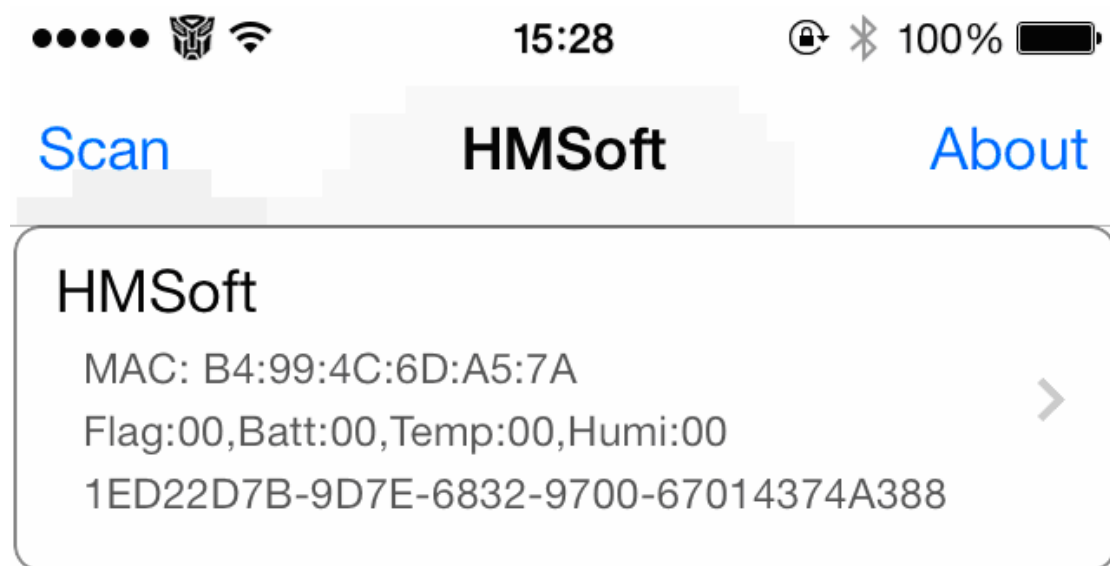 15:28 100%
Scan HMSoft About
HMSoft
MAC: B4:99:4C:6D:A5:7A
Flag:00,Batt:00,Temp:00,Humi:00
1ED22D7B-9D7E-6832-9700-67014374A388